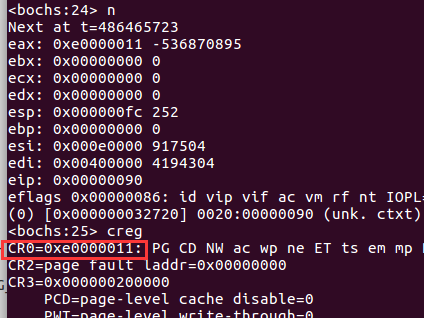 <bochs:24> n
Next at t=486465723
eax: 0xe0000011 -536870895
ebx: 0x00000000 0
ecx: 0x00000000 0
edx: 0x00000000 0
esp: 0x000000fc 252
ebp: 0x00000000 0
esi: 0x000e0000 917504
edi: 0x00400000 4194304
eip: 0x00000090
eflags 0x00000086: id vip vif ac vm rf nt IOPL=
(0) [0x000000032720] 0020:00000090 (unk. ctxt)
<bochs:25> creg
CR0=0xe0000011: PG CD NW ac wp ne ET ts em mp
CR2=page fault laddr=0x00000000
CR3=0x000000200000
PCD=page-level cache disable=0
PWT=page-level write-through=0